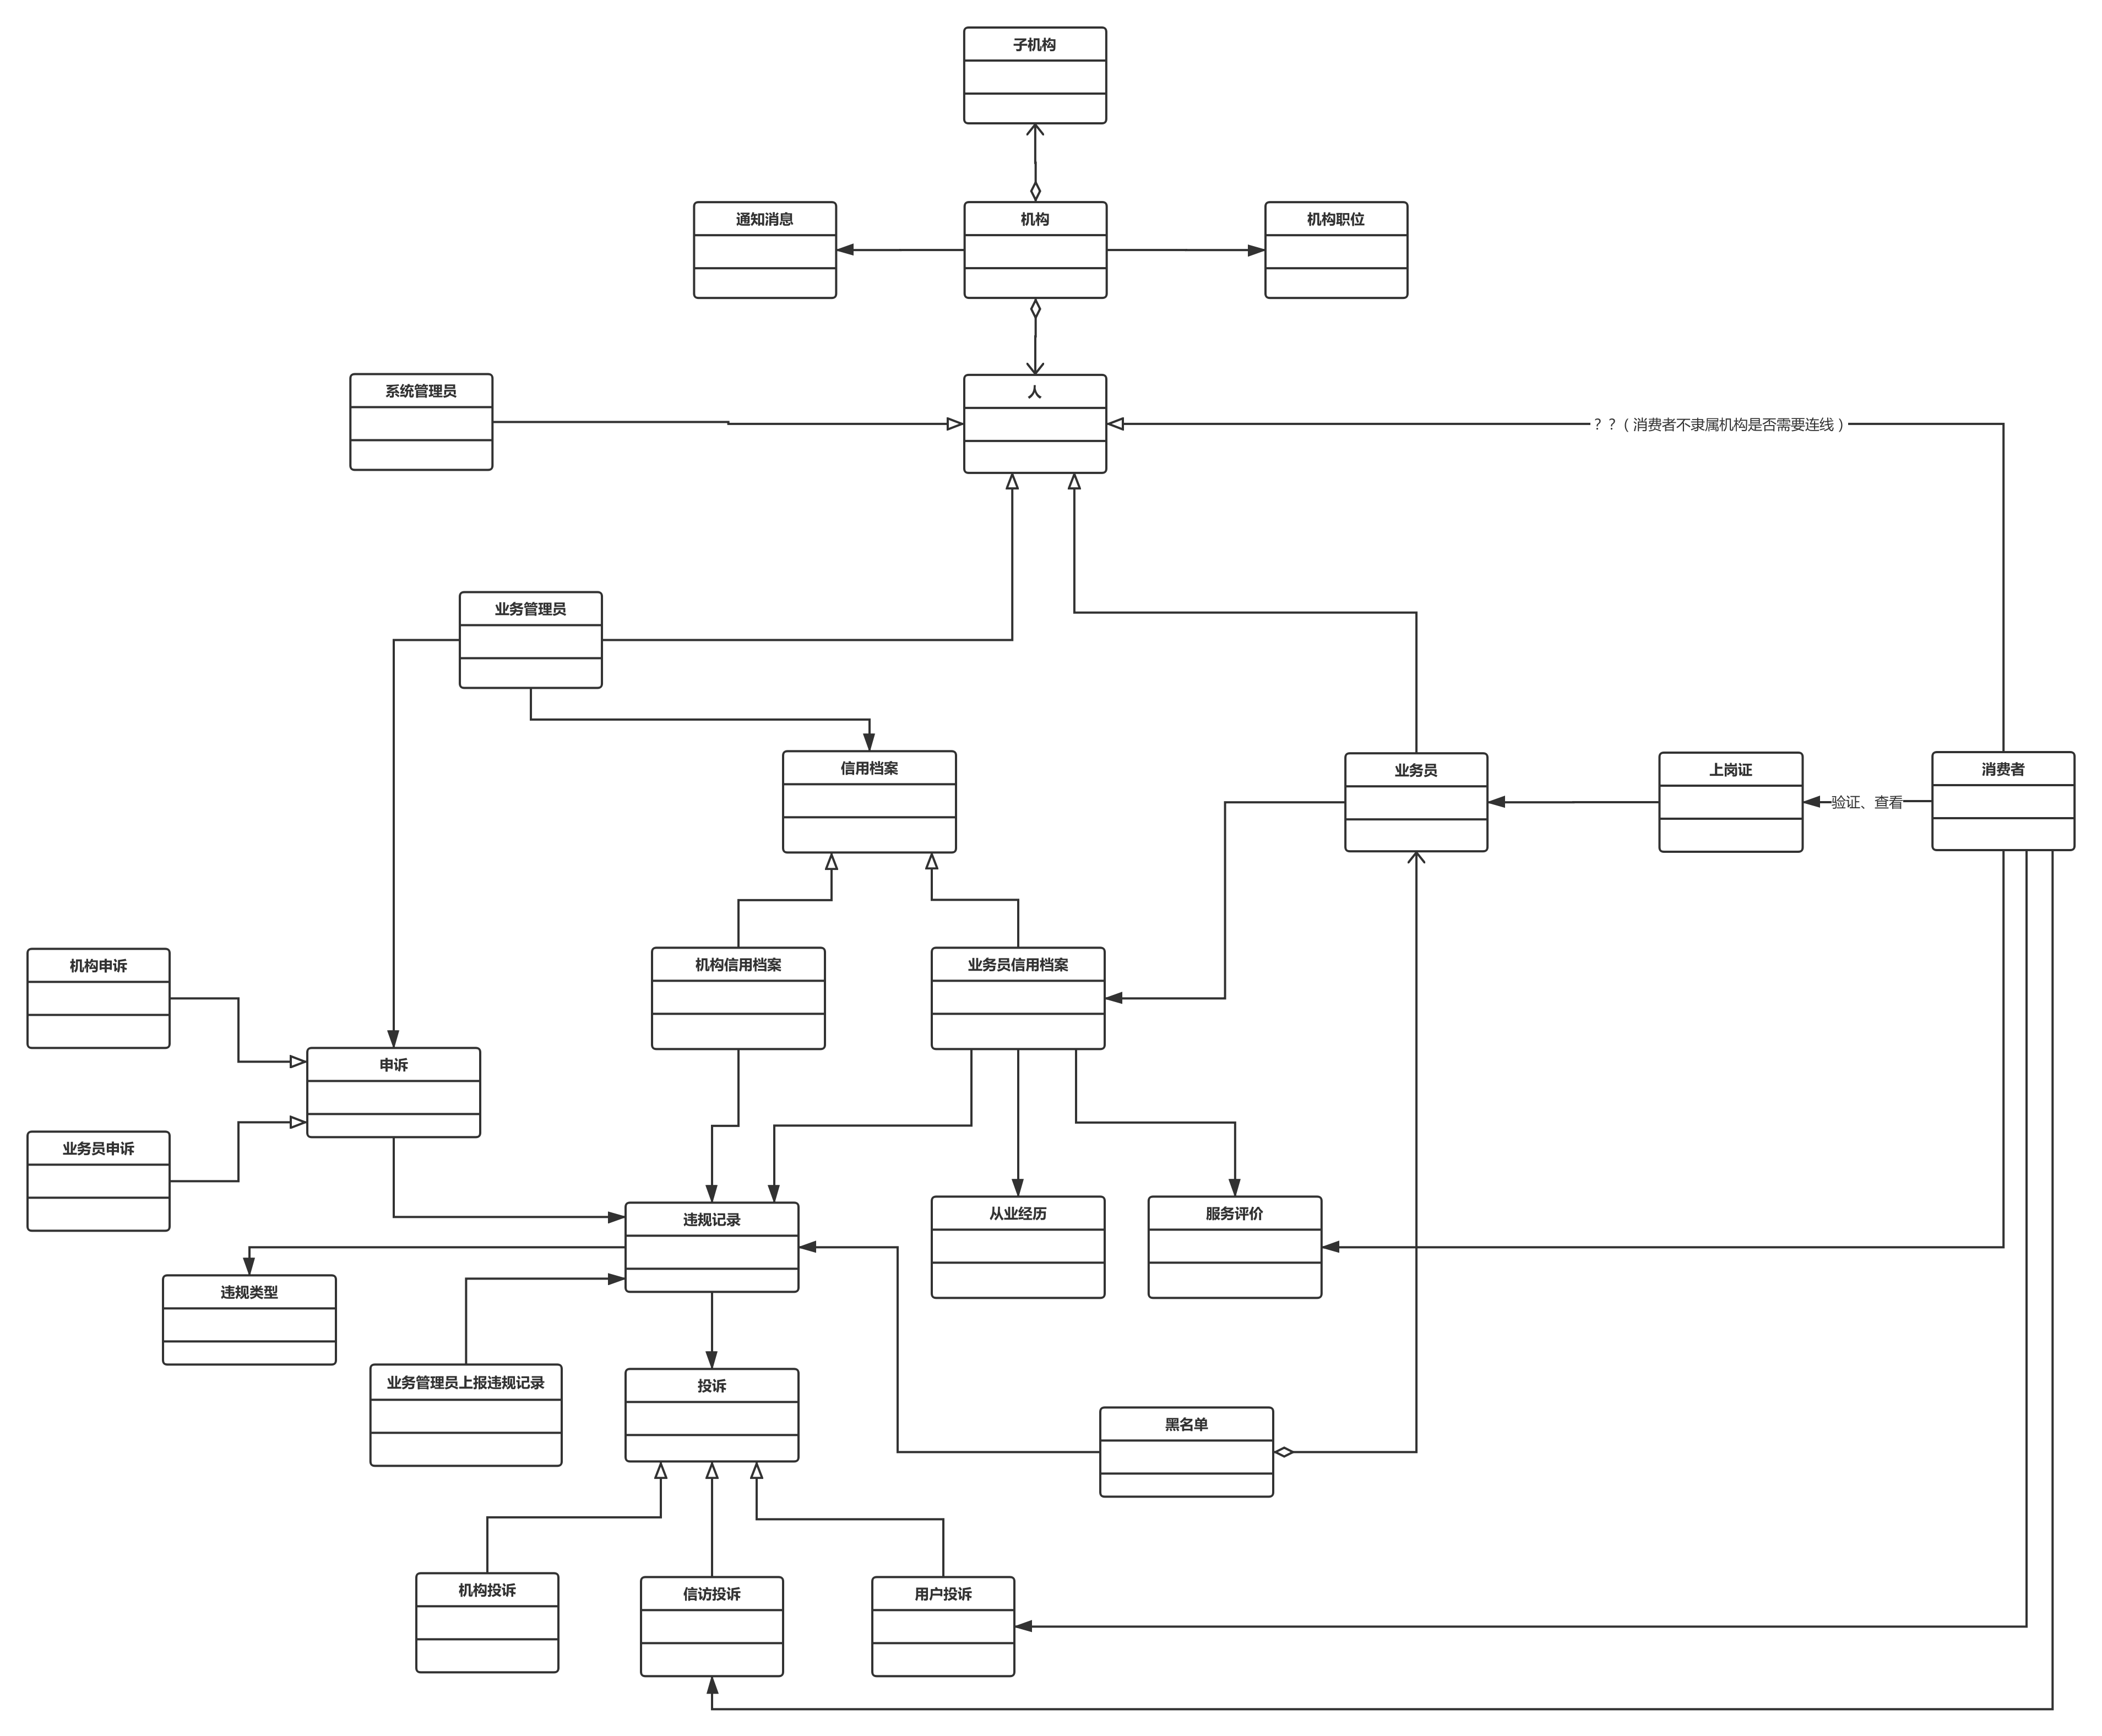 子机构
通知消息
机构
机构职位
系统管理员
人
？？（消费者不隶属机构是否需要连线）
业务管理员
信用档案
业务员
上岗证
消费者
验证、查看
机构申诉
机构信用档案
业务员信用档案
申诉
业务员申诉
违规记录
从业经历
服务评价
违规类型
业务管理员上报违规记录
投诉
黑名单
机构投诉
信访投诉
用户投诉